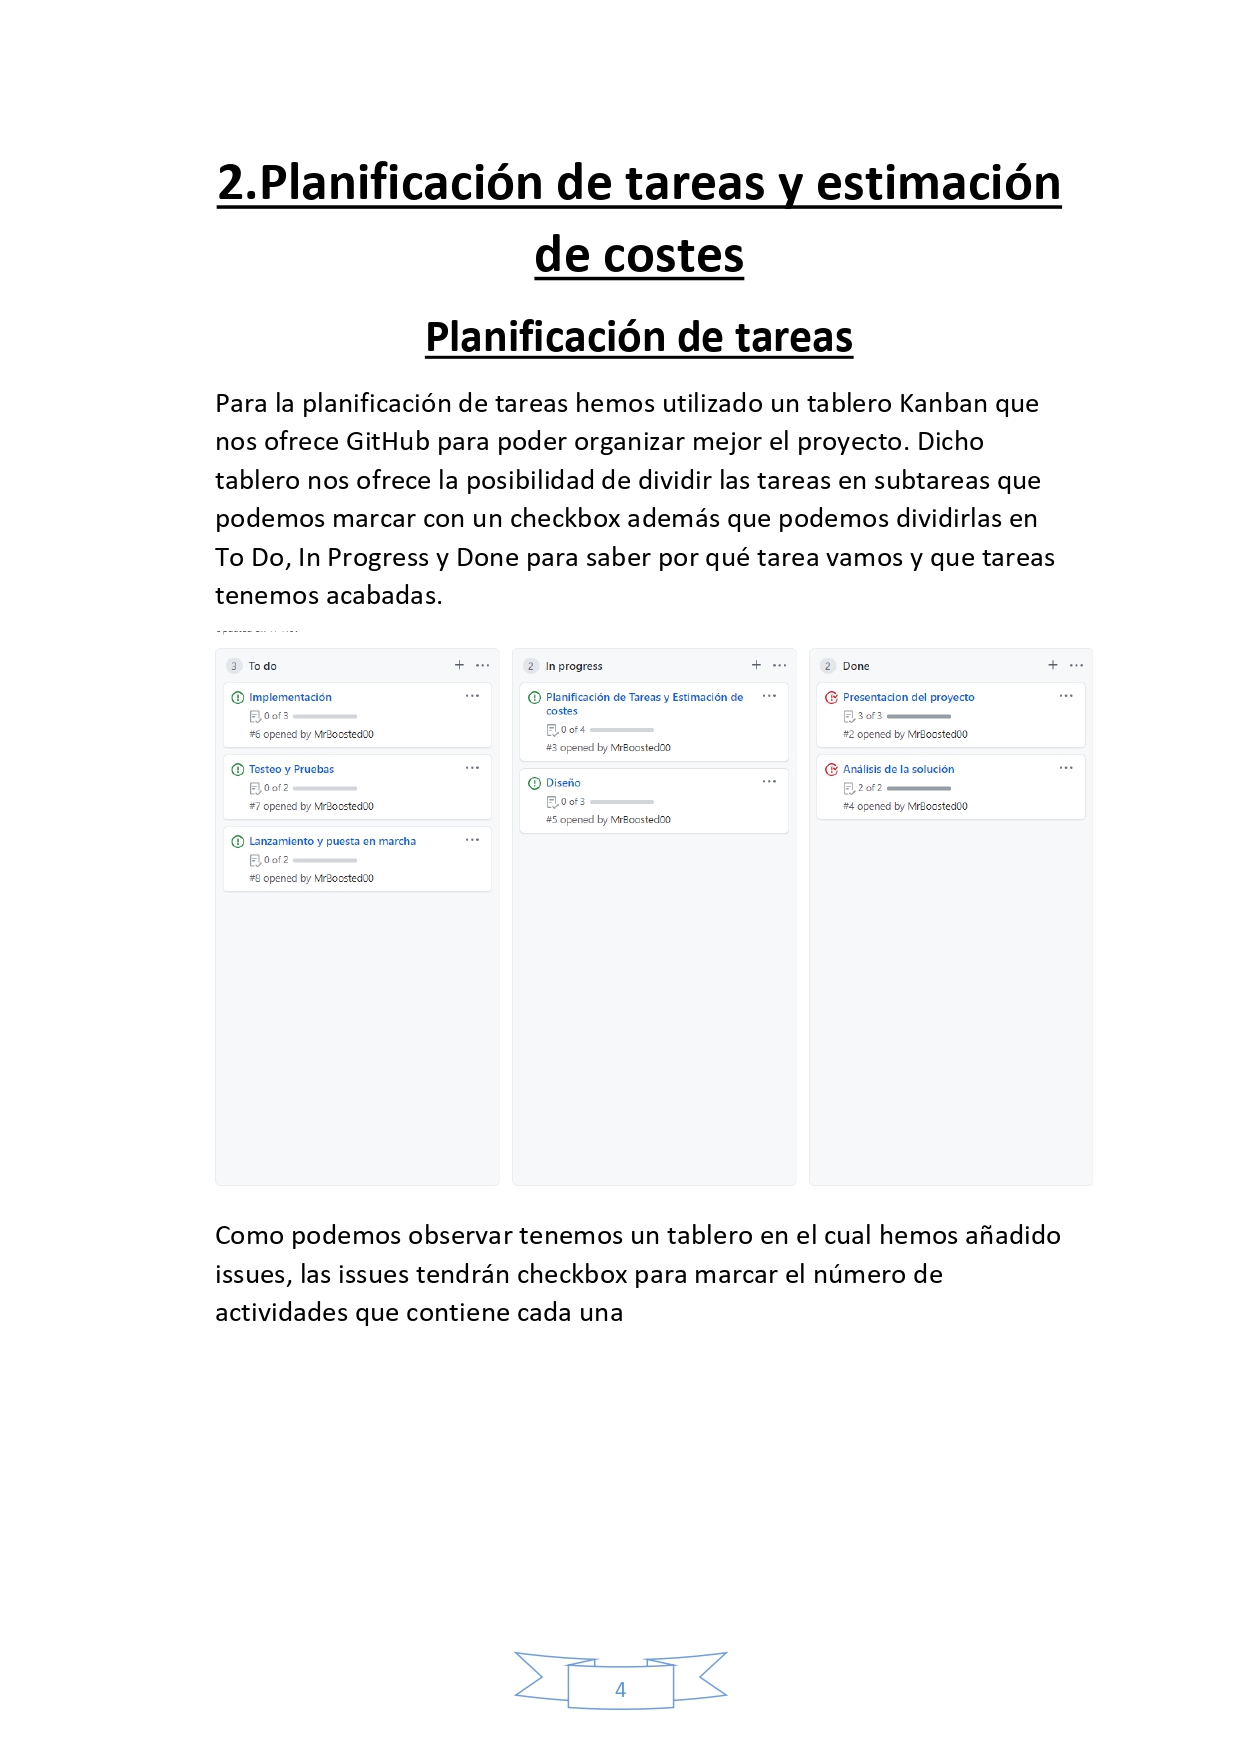 2.Planificación de tareas y estimación
de costes
Planificación de tareas
Para la planificación de tareas hemos utilizado un tablero Kanban que
nos ofrece GitHub para poder organizar mejor el proyecto. Dicho
tablero nos ofrece la posibilidad de dividir las tareas en subtareas que
podemos marcar con un checkbox además que podemos dividirlas en
To Do, In Progress y Done para saber por qué tarea vamos y que tareas
tenemos acabadas.
3 To do
Implementación
0 of 3
#6 opened by MrBoosted00
Testeo y Pruebas
0 of 2
#7 opened by MrBoosted00
Lanzamiento y puesta en marcha
0 of 2
#8 opened by MrBoosted00
2 In progress
Planificación de Tareas y Estimación de
costes
0 of 4
#3 opened by MrBoosted00
Diseño
0 of 3
#5 opened by MrBoosted00
2 Done
Presentacion del proyecto
3 of 3
#2 opened by MrBoosted00
Análisis de la solución
2 of 2
#4 opened by MrBoosted00
Como podemos observar tenemos un tablero en el cual hemos añadido
issues, las issues tendrán checkbox para marcar el número de
actividades que contiene cada una
4